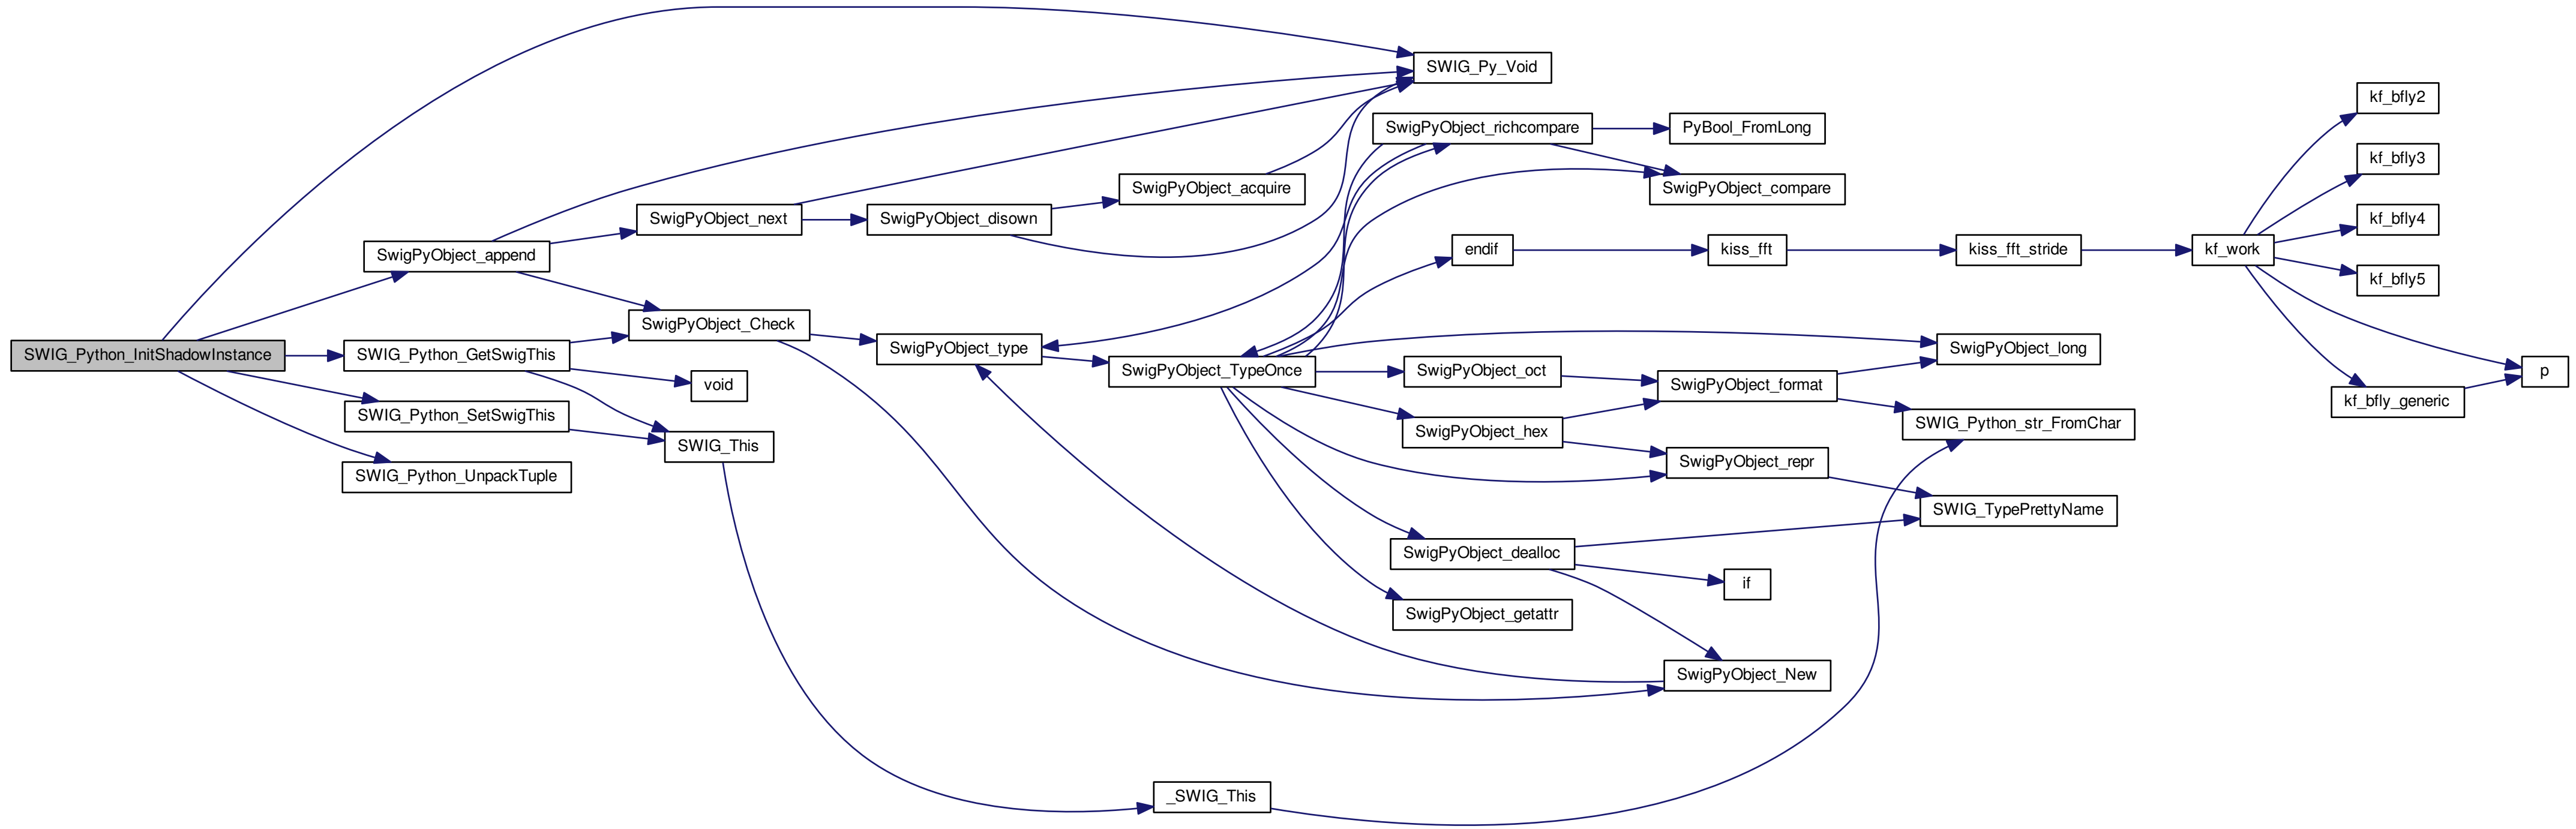 SWIG_Python_InitShadowInstance
SwigPyObject_append
SWIG_Python_GetSwigThis
SWIG_Python_SetSwigThis
SWIG_Python_UnpackTuple
SwigPyObject_next
SwigPyObject_Check
void
SWIG_This
SwigPyObject_disown
SwigPyObject_type
SwigPyObject_acquire
SwigPyObject_TypeOnce
_SWIG_This
SWIG_Py_Void
SwigPyObject_richcompare
endif
SwigPyObject_oct
SwigPyObject_hex
SwigPyObject_dealloc
SwigPyObject_getattr
PyBool_FromLong
SwigPyObject_compare
kiss_fft
SwigPyObject_format
SwigPyObject_repr
if
SwigPyObject_New
kiss_fft_stride
SwigPyObject_long
SWIG_Python_str_FromChar
SWIG_TypePrettyName
kf_work
kf_bfly2
kf_bfly3
kf_bfly4
kf_bfly5
kf_bfly_generic
p